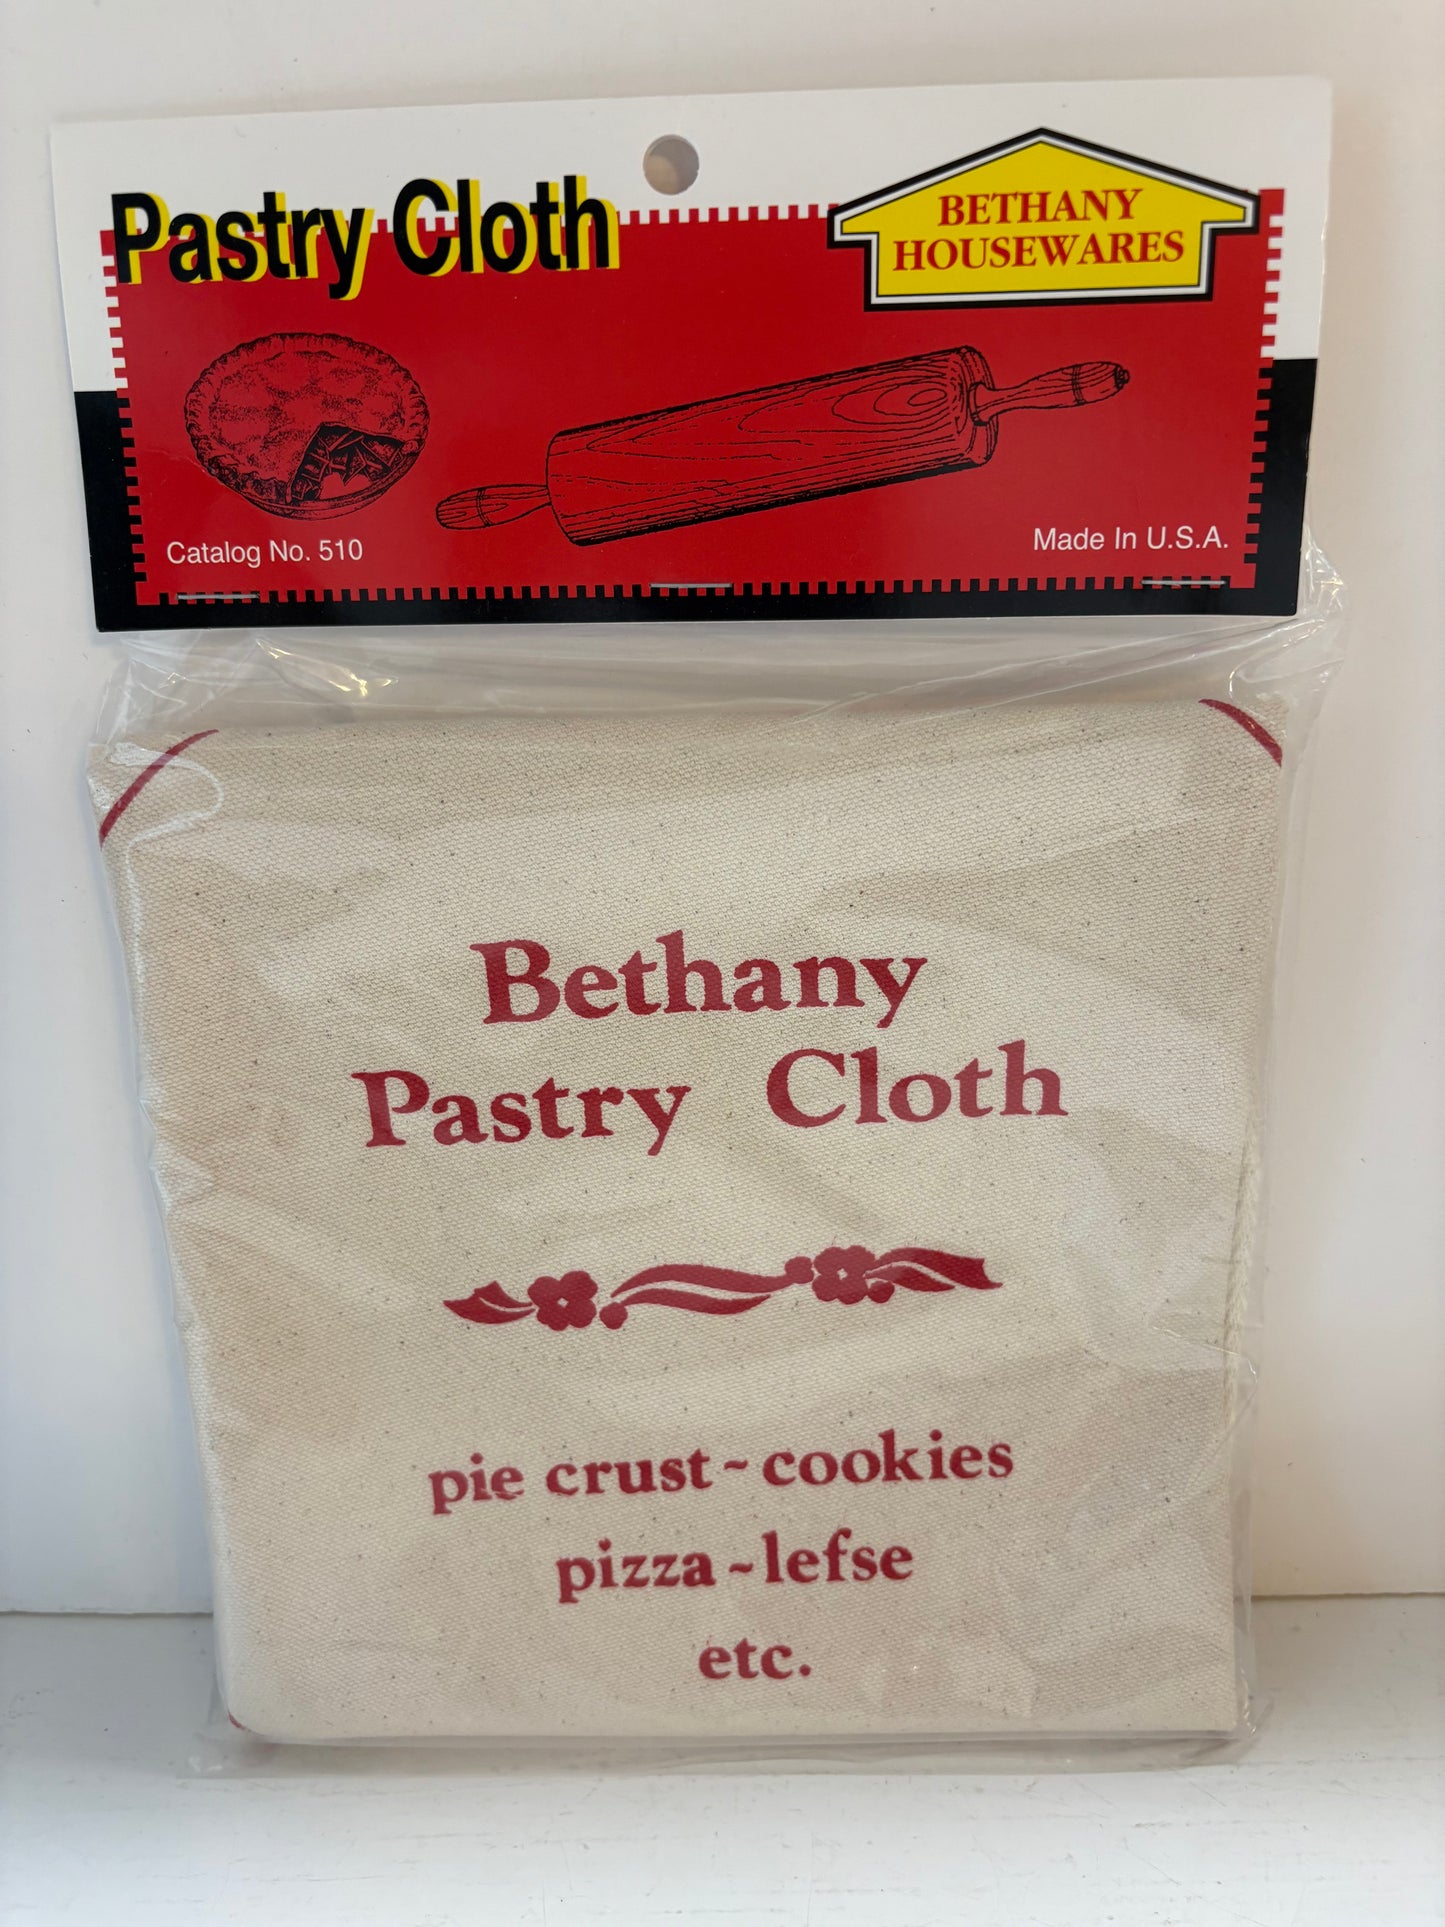 Pastry Cloth
BETHANY
HOUSEWARES
Catalog No. 510
Made In U.S.A.
Bethany
Pastry Cloth
pie crust ~ cookies
pizza ~ lefse
etc.